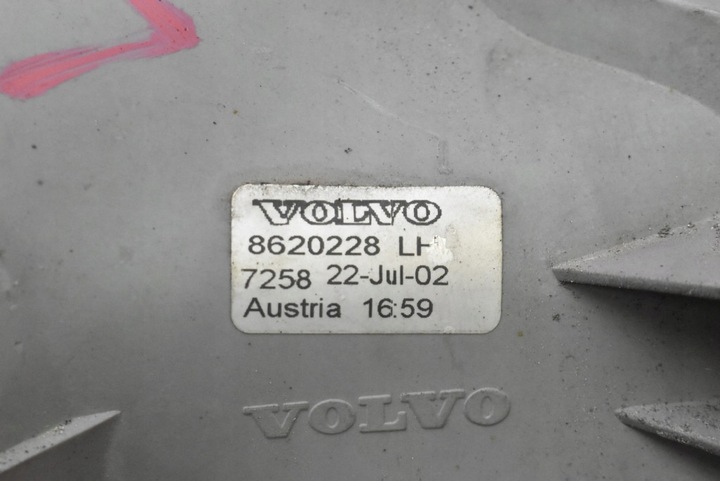 VOLVO
8620228 LH
7258 22-Jul-02
Austria 16:59
VOLVO